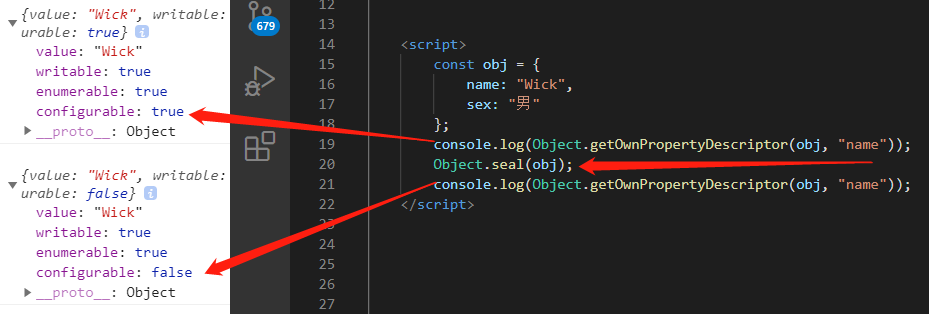 {value: "Wick", writable:
urable: true} i
value: "Wick"
writable: true
enumerable: true
configurable: true
__proto__: Object
{value: "Wick", writable:
urable: false} i
value: "Wick"
writable: true
enumerable: true
configurable: false
__proto__: Object
679
12
13
14 <script>
15 const obj = {
16 name: "Wick",
17 sex: "男"
18 };
19 console.log(Object.getOwnPropertyDescriptor(obj, "name"));
20 Object.seal(obj);
21 console.log(Object.getOwnPropertyDescriptor(obj, "name"));
22 </script>
23
24
25
26
27